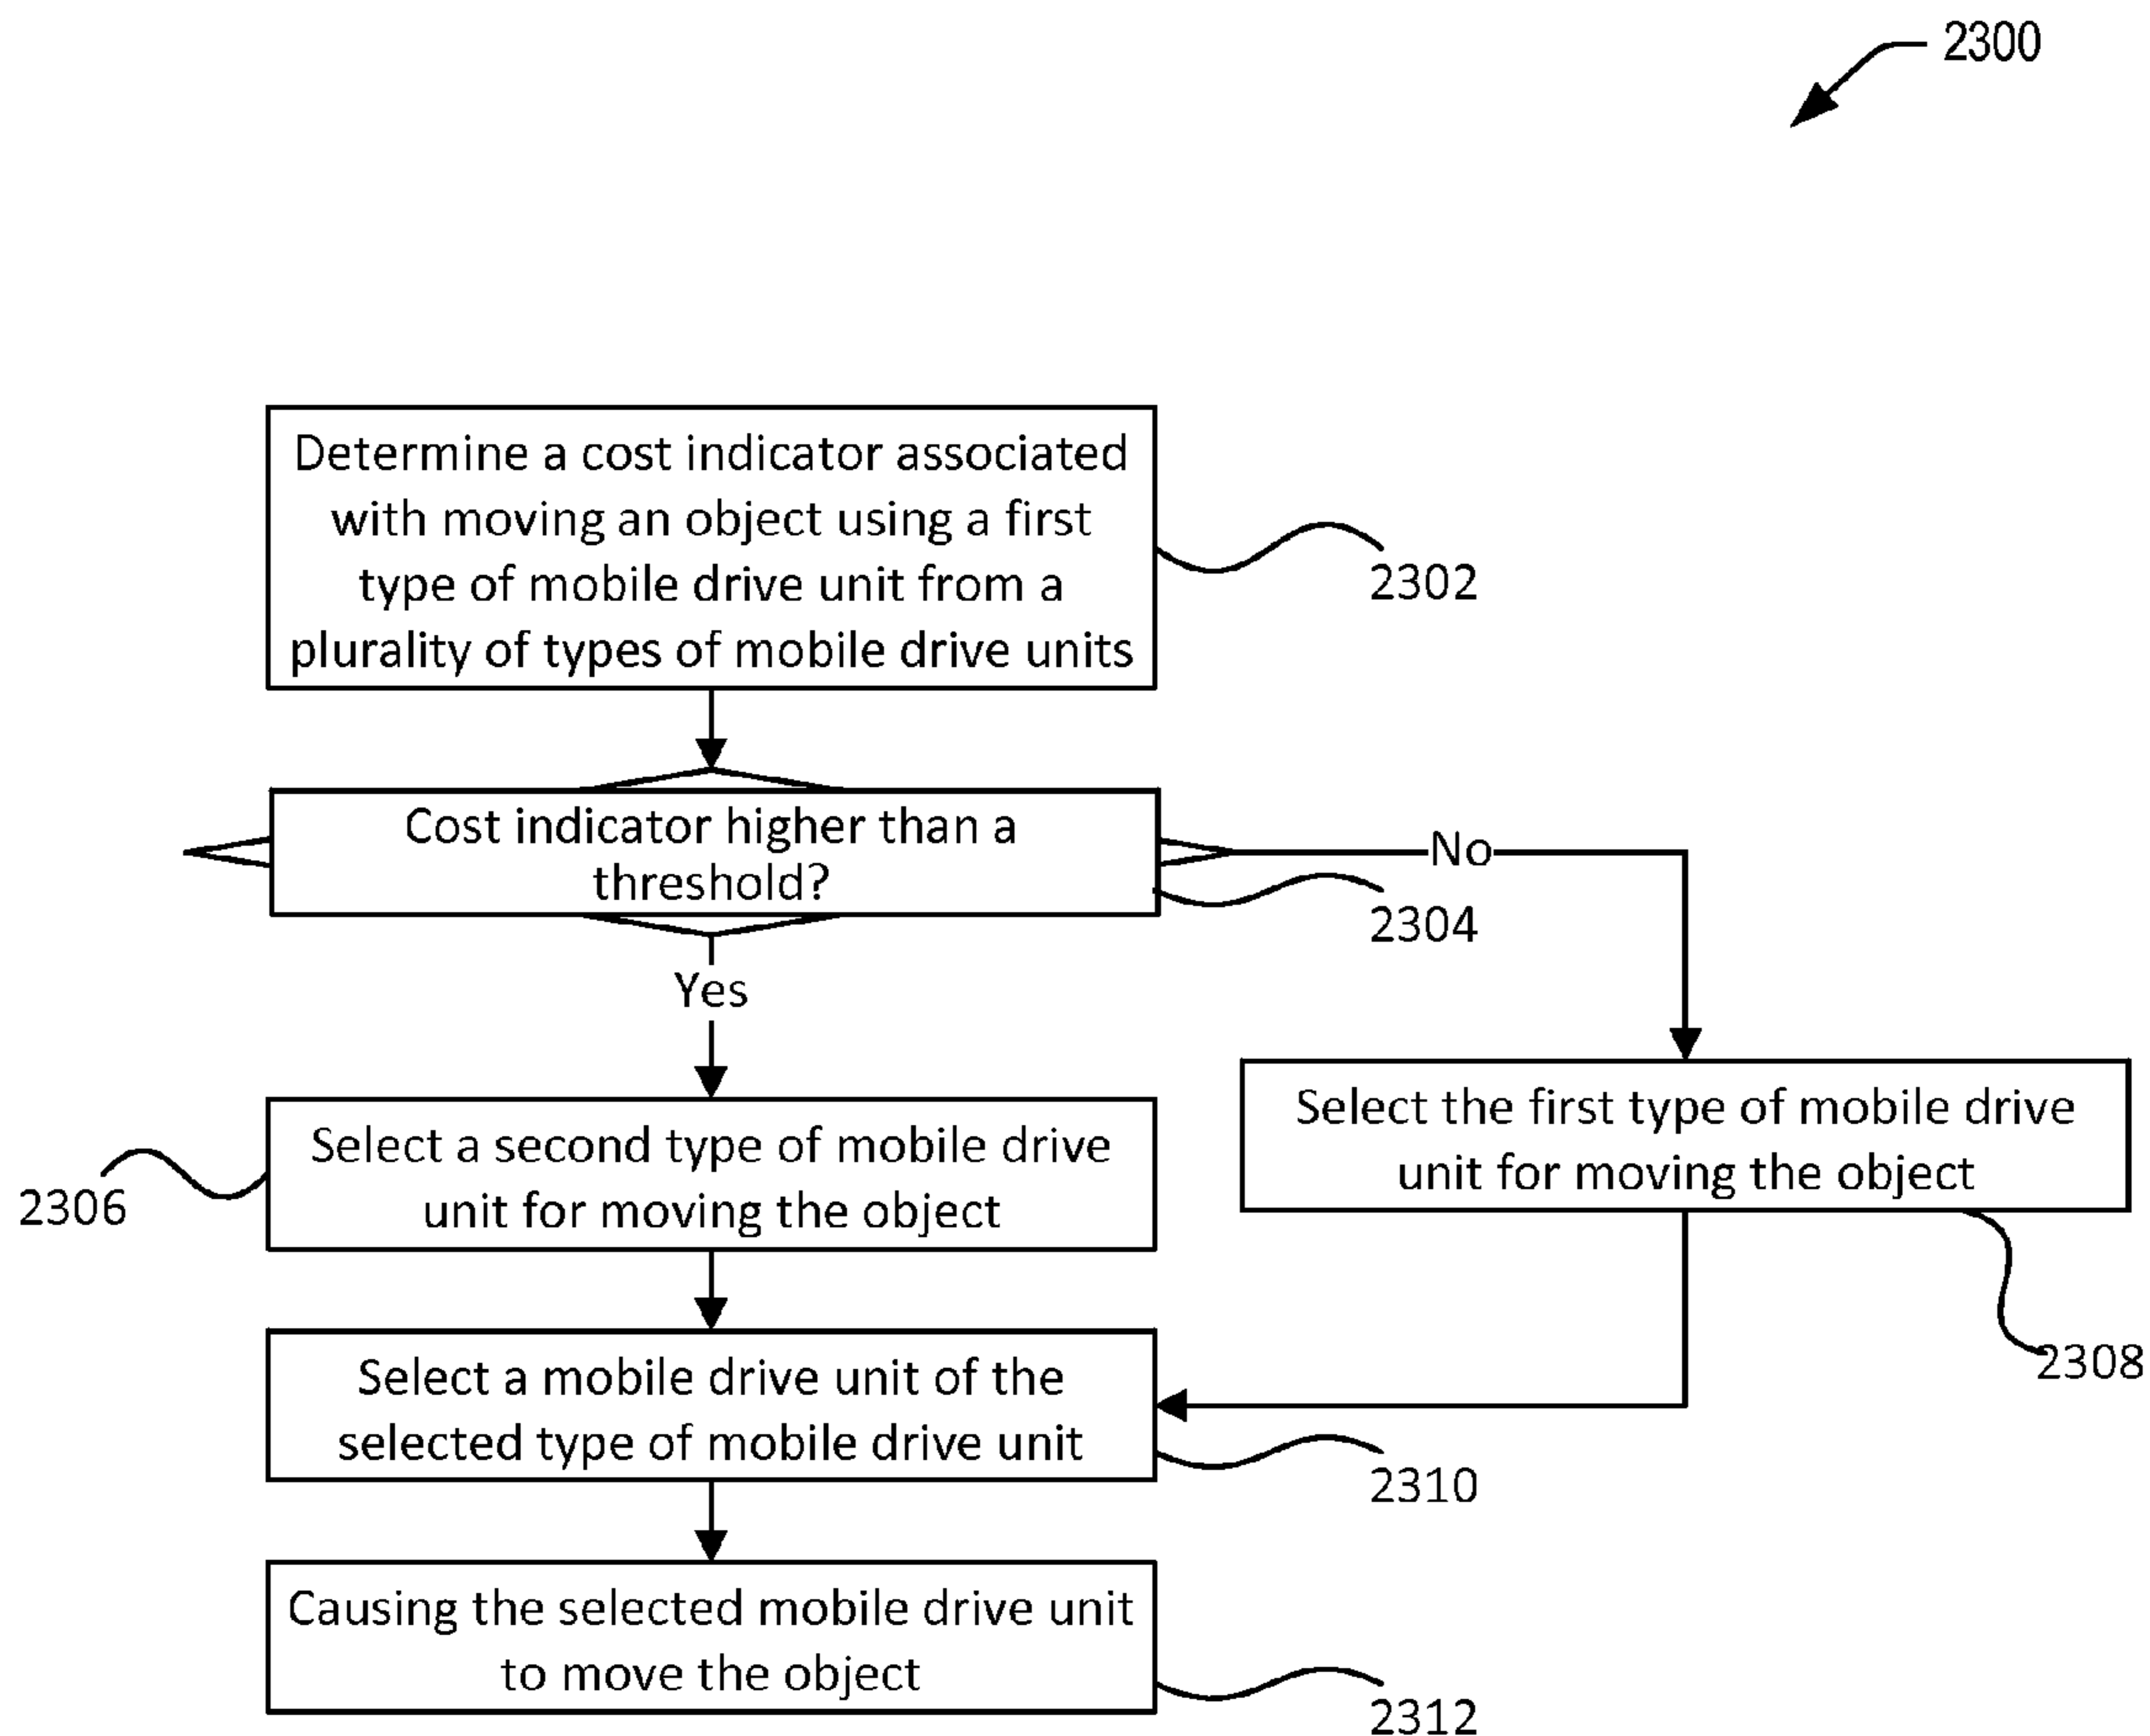 2300
Determine a cost indicator associated
with moving an object using a first
type of mobile drive unit from a
plurality of types of mobile drive units
2302
Cost indicator higher than a
threshold?
No
2304
Yes
Select the first type of mobile drive
unit for moving the object
Select a second type of mobile drive
unit for moving the object
2306
2308
Select a mobile drive unit of the
selected type of mobile drive unit
2310
Causing the selected mobile drive unit
to move the object
2312